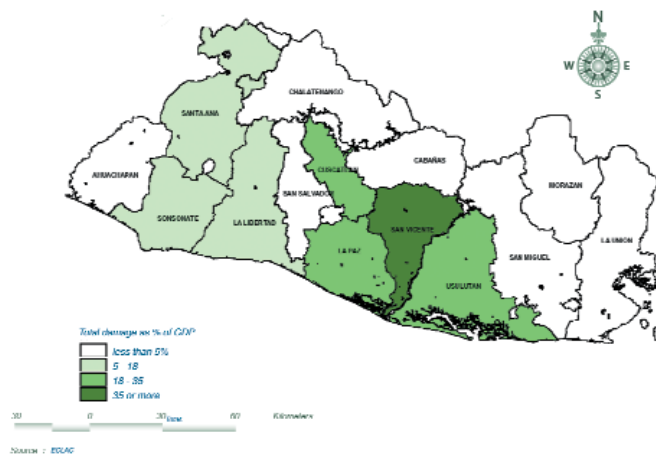 N
W E
S
CHALATENANGO
SANTA ANA
CABAÑAS
AHUACHAPAN
CUSCATLAN
MORAZAN
SAN SALVADOR
SONSONATE
LA LIBERTAD
SAN VICENTE
LA UNION
LA PAZ
SAN MIGUEL
USULUTAN
Total damage as % of GDP
less than 5%
5 - 18
18 - 35
35 or more
30 0 30 60 Kilometers
Source : ECLAC